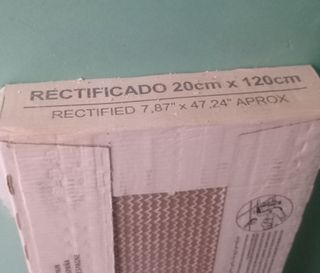 RECTIFICADO 20cm x 120cm
RECTIFIED 7,87" x 47,24" APROX